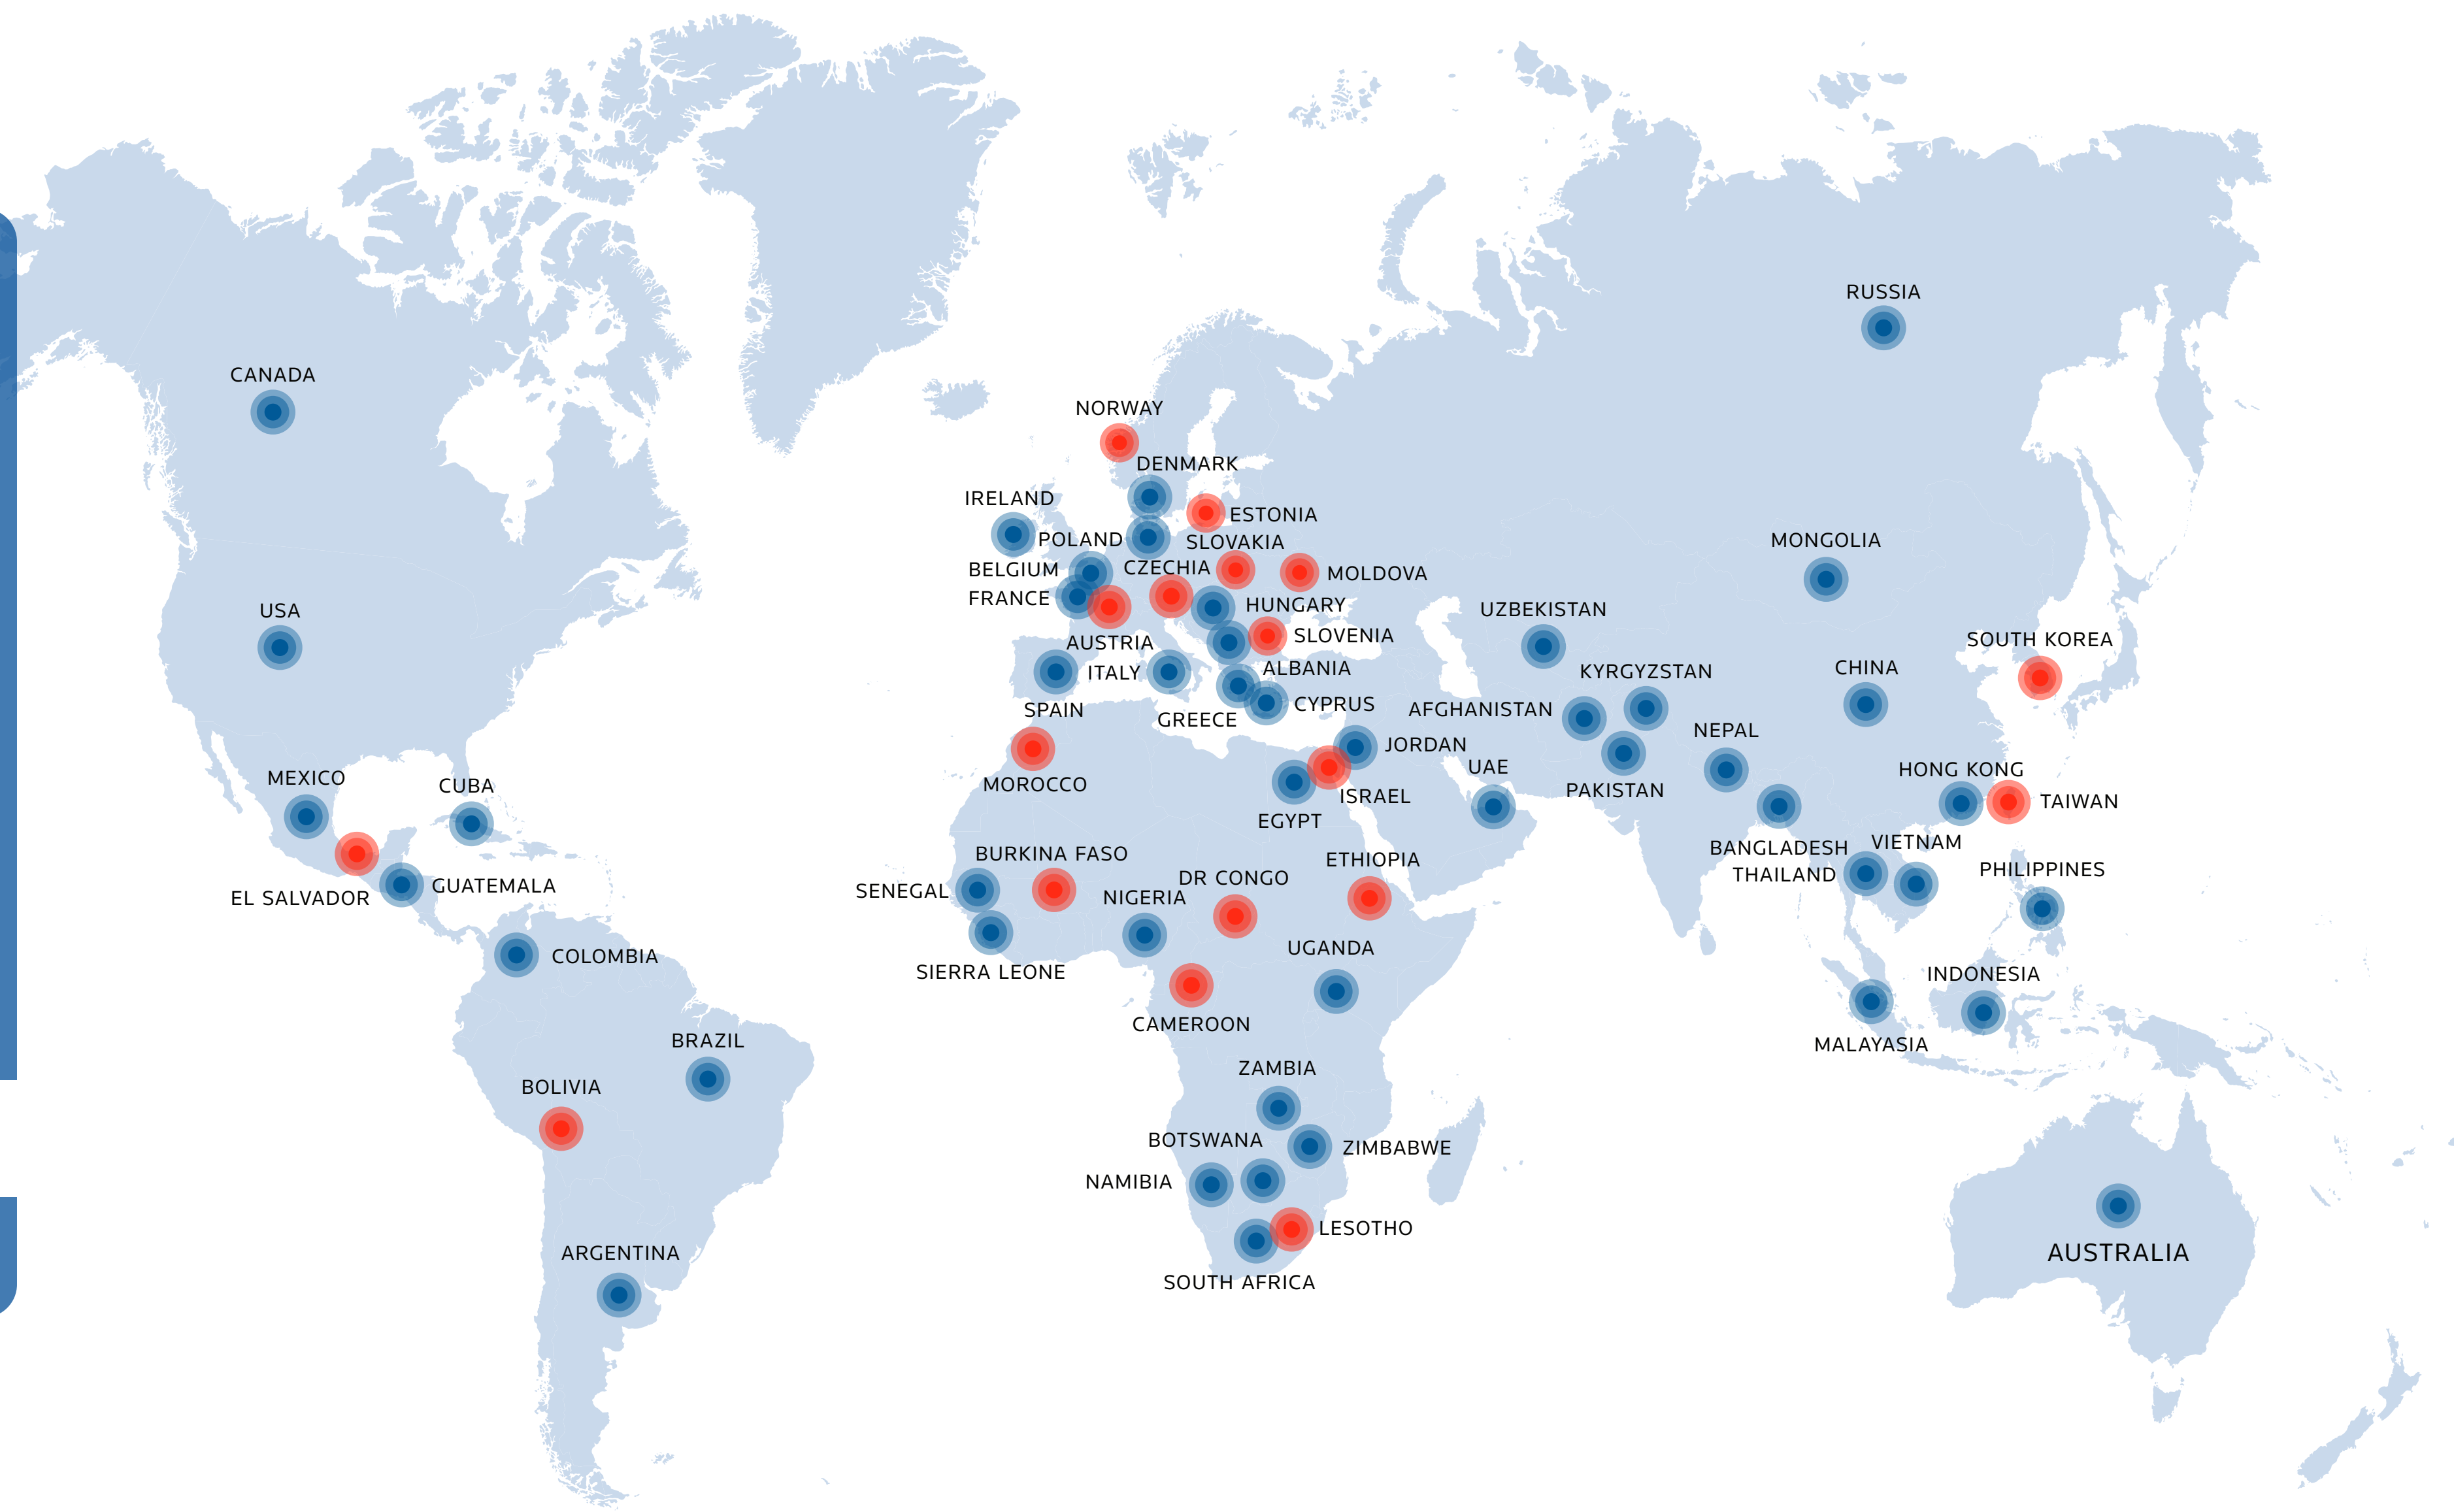 RUSSIA
CANADA
NORWAY
DENMARK
IRELAND
ESTONIA
POLAND
SLOVAKIA
MONGOLIA
BELGIUM
CZECHIA
MOLDOVA
FRANCE
HUNGARY
USA
UZBEKISTAN
AUSTRIA
SLOVENIA
SOUTH KOREA
ITALY
ALBANIA
KYRGYZSTAN
CHINA
SPAIN
GREECE
CYPRUS
AFGHANISTAN
NEPAL
JORDAN
MEXICO
CUBA
MOROCCO
UAE
HONG KONG
ISRAEL
PAKISTAN
TAIWAN
EGYPT
BURKINA FASO
ETHIOPIA
BANGLADESH
VIETNAM
EL SALVADOR
GUATEMALA
SENEGAL
NIGERIA
DR CONGO
THAILAND
PHILIPPINES
COLOMBIA
SIERRA LEONE
UGANDA
INDONESIA
CAMEROON
MALAYASIA
BRAZIL
BOLIVIA
ZAMBIA
BOTSWANA
ZIMBABWE
NAMIBIA
LESOTHO
ARGENTINA
SOUTH AFRICA
AUSTRALIA